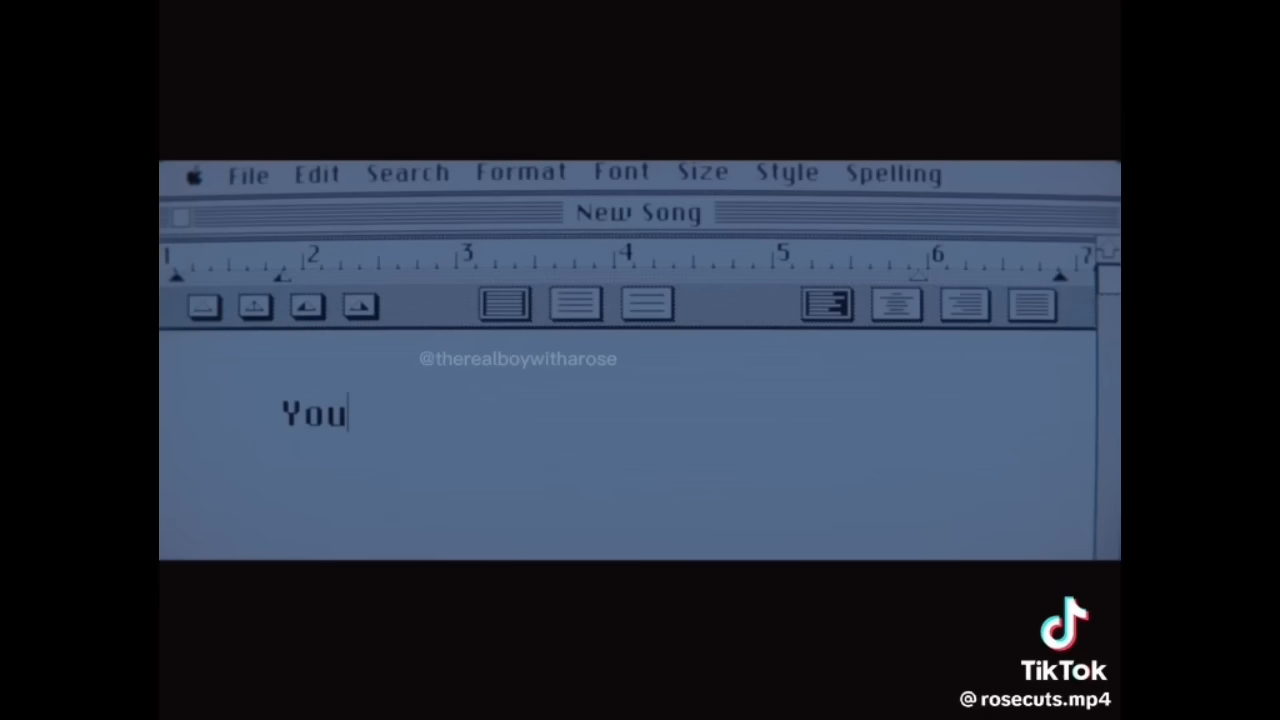 File Edit Search Format Font Size Style Spelling
New Song
1 2 3 4 5 6 7
@therealboywitharose
You
TikTok
@rosecuts.mp4